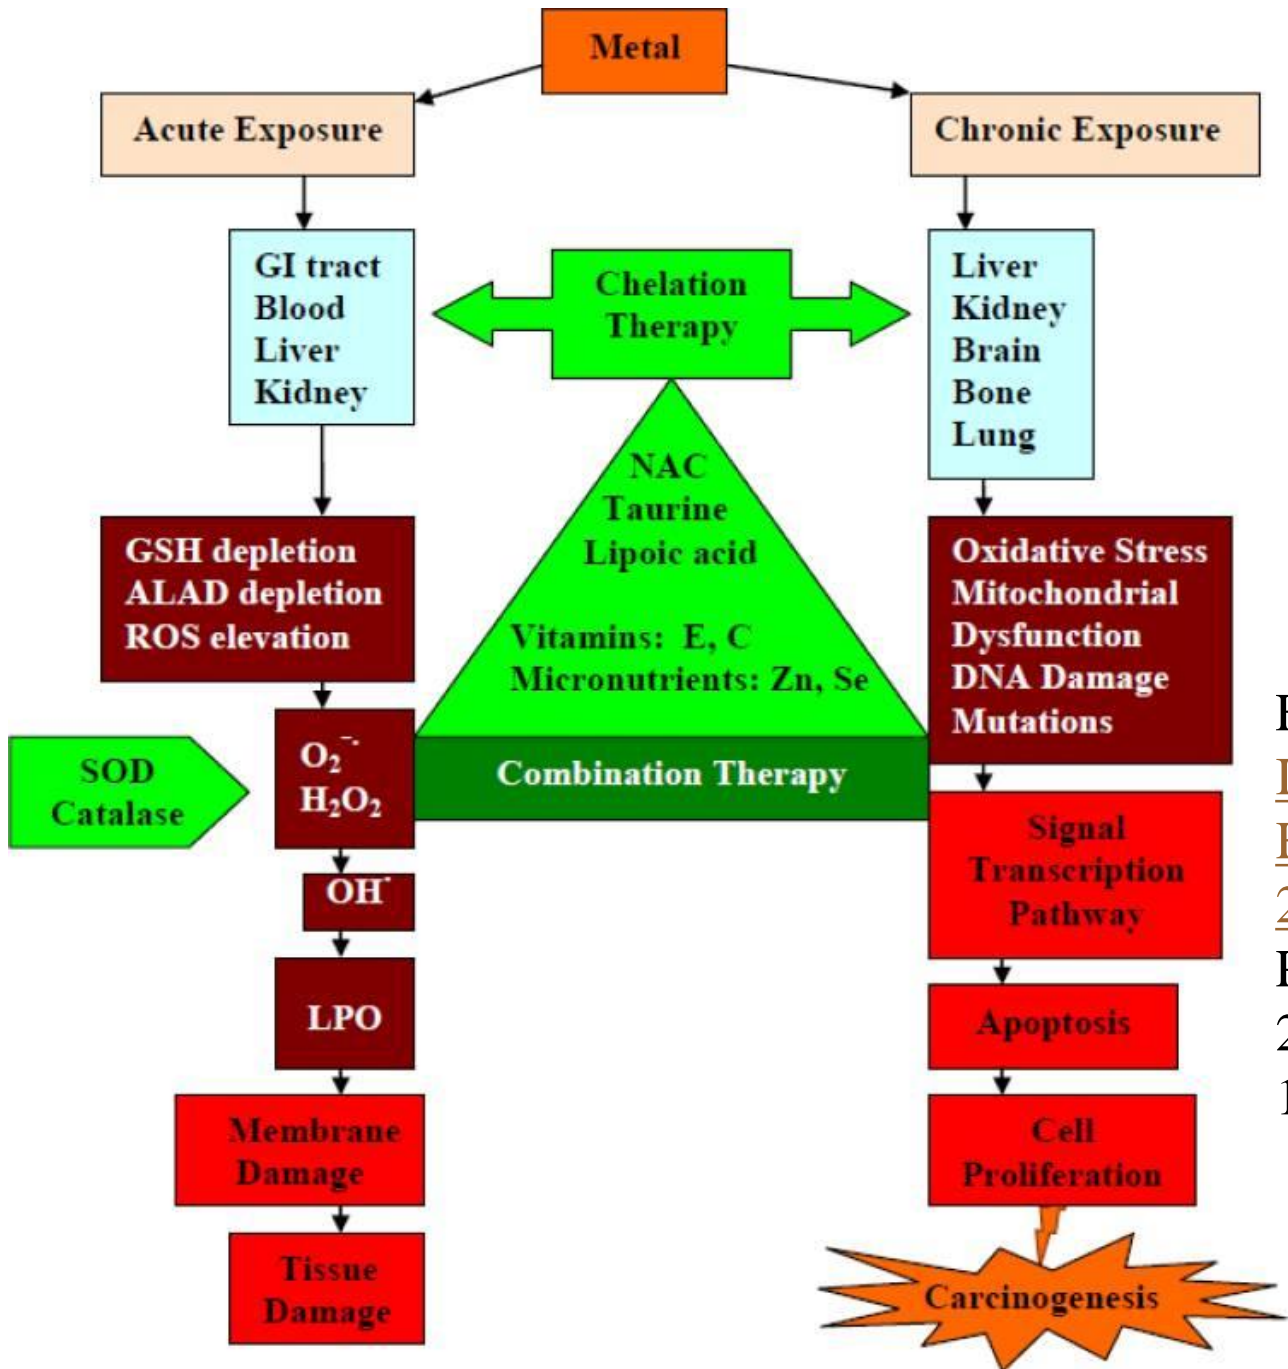 Metal
Acute Exposure
Chronic Exposure
GI tract
Blood
Liver
Kidney
Chelation
Therapy
Liver
Kidney
Brain
Bone
Lung
NAC
Taurine
Lipoic acid
Vitamins: E, C
Micronutrients: Zn, Se
Combination Therapy
GSH depletion
ALAD depletion
ROS elevation
Oxidative Stress
Mitochondrial
Dysfunction
DNA Damage
Mutations
SOD
Catalase
O₂⁻·
H₂O₂
OH·
LPO
Membrane
Damage
Tissue
Damage
Signal
Transcription
Pathway
Apoptosis
Cell
Proliferation
Carcinogenesis